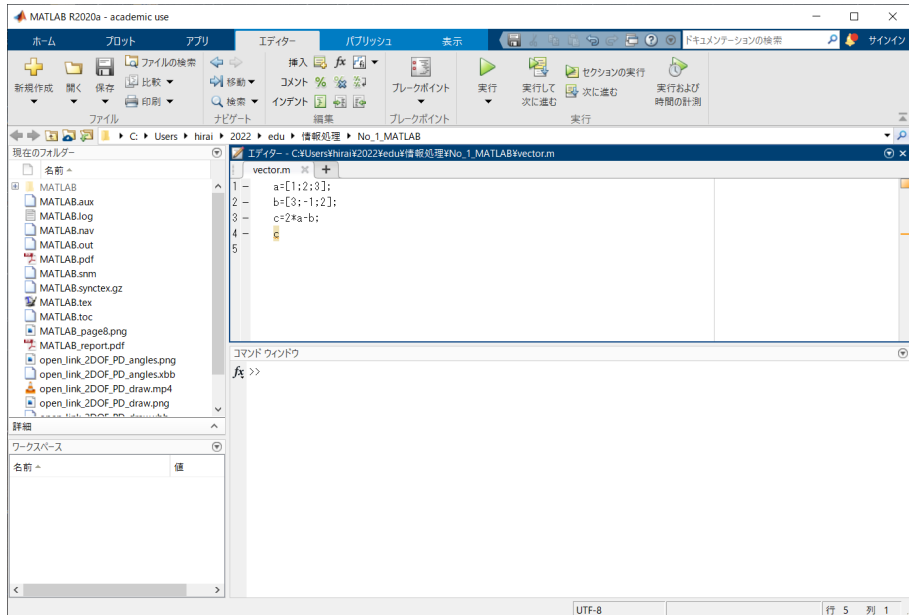 MATLAB R2020a - academic use
ホーム プロット アプリ エディター パブリッシュ 表示 ドキュメンテーションの検索 サインイン
新規作成 開く 保存 ファイルの検索 比較 印刷
ファイル
移動 検索
ナビゲート
挿入 fx
コメント % インデント
編集
ブレークポイント
ブレークポイント
実行 実行して次に進む セクションの実行 次に進む 実行および時間の計測
実行
C: Users hirai 2022 edu 情報処理 No_1_MATLAB
現在のフォルダー
名前
MATLAB
MATLAB.aux
MATLAB.log
MATLAB.nav
MATLAB.out
MATLAB.pdf
MATLAB.snm
MATLAB.synctex.gz
MATLAB.tex
MATLAB.toc
MATLAB_page8.png
MATLAB_report.pdf
open_link_2DOF_PD_angles.png
open_link_2DOF_PD_angles.xbb
open_link_2DOF_PD_draw.mp4
open_link_2DOF_PD_draw.png
詳細
ワークスペース
名前 値
エディター - C:¥Users¥hirai¥2022¥edu¥情報処理¥No_1_MATLAB¥vector.m
vector.m
1 - a=[1;2;3];
2 - b=[3;-1;2];
3 - c=2*a-b;
4 - c
5
コマンド ウィンドウ
fx >>
UTF-8 行 5 列 1